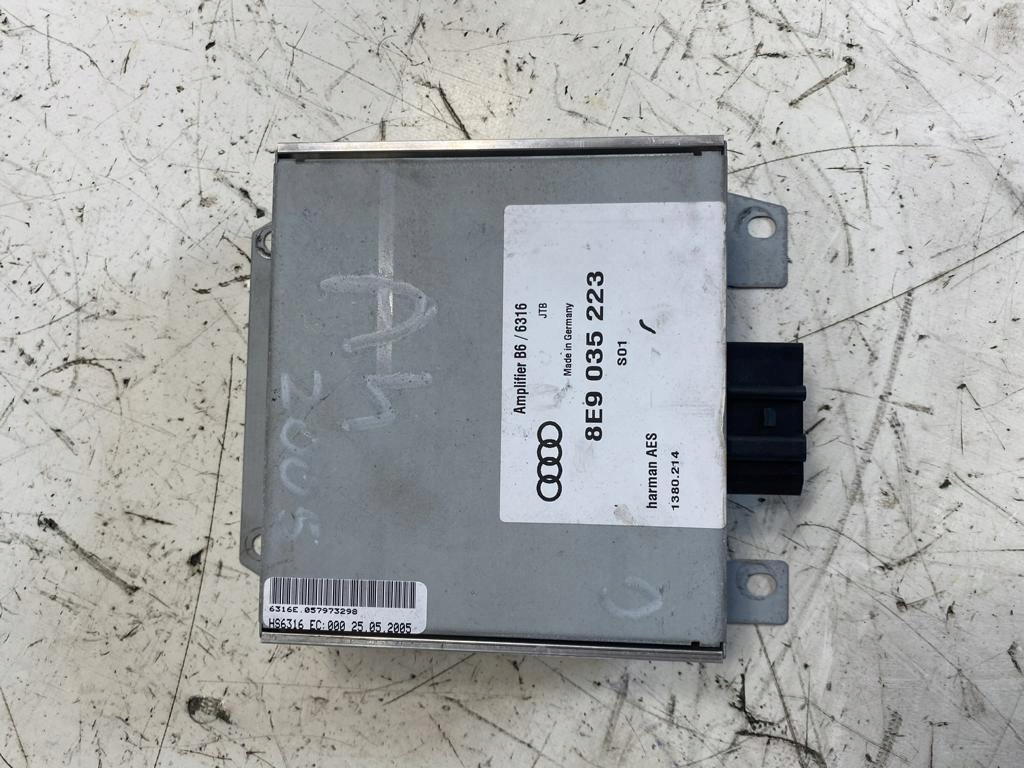 Amplifier B6 / 6316
JTB
Made in Germany
8E9 035 223
S01
harman AES
1380.214
A4
2005
6316E.057973298
HS6316 EC:000 25.05.2005